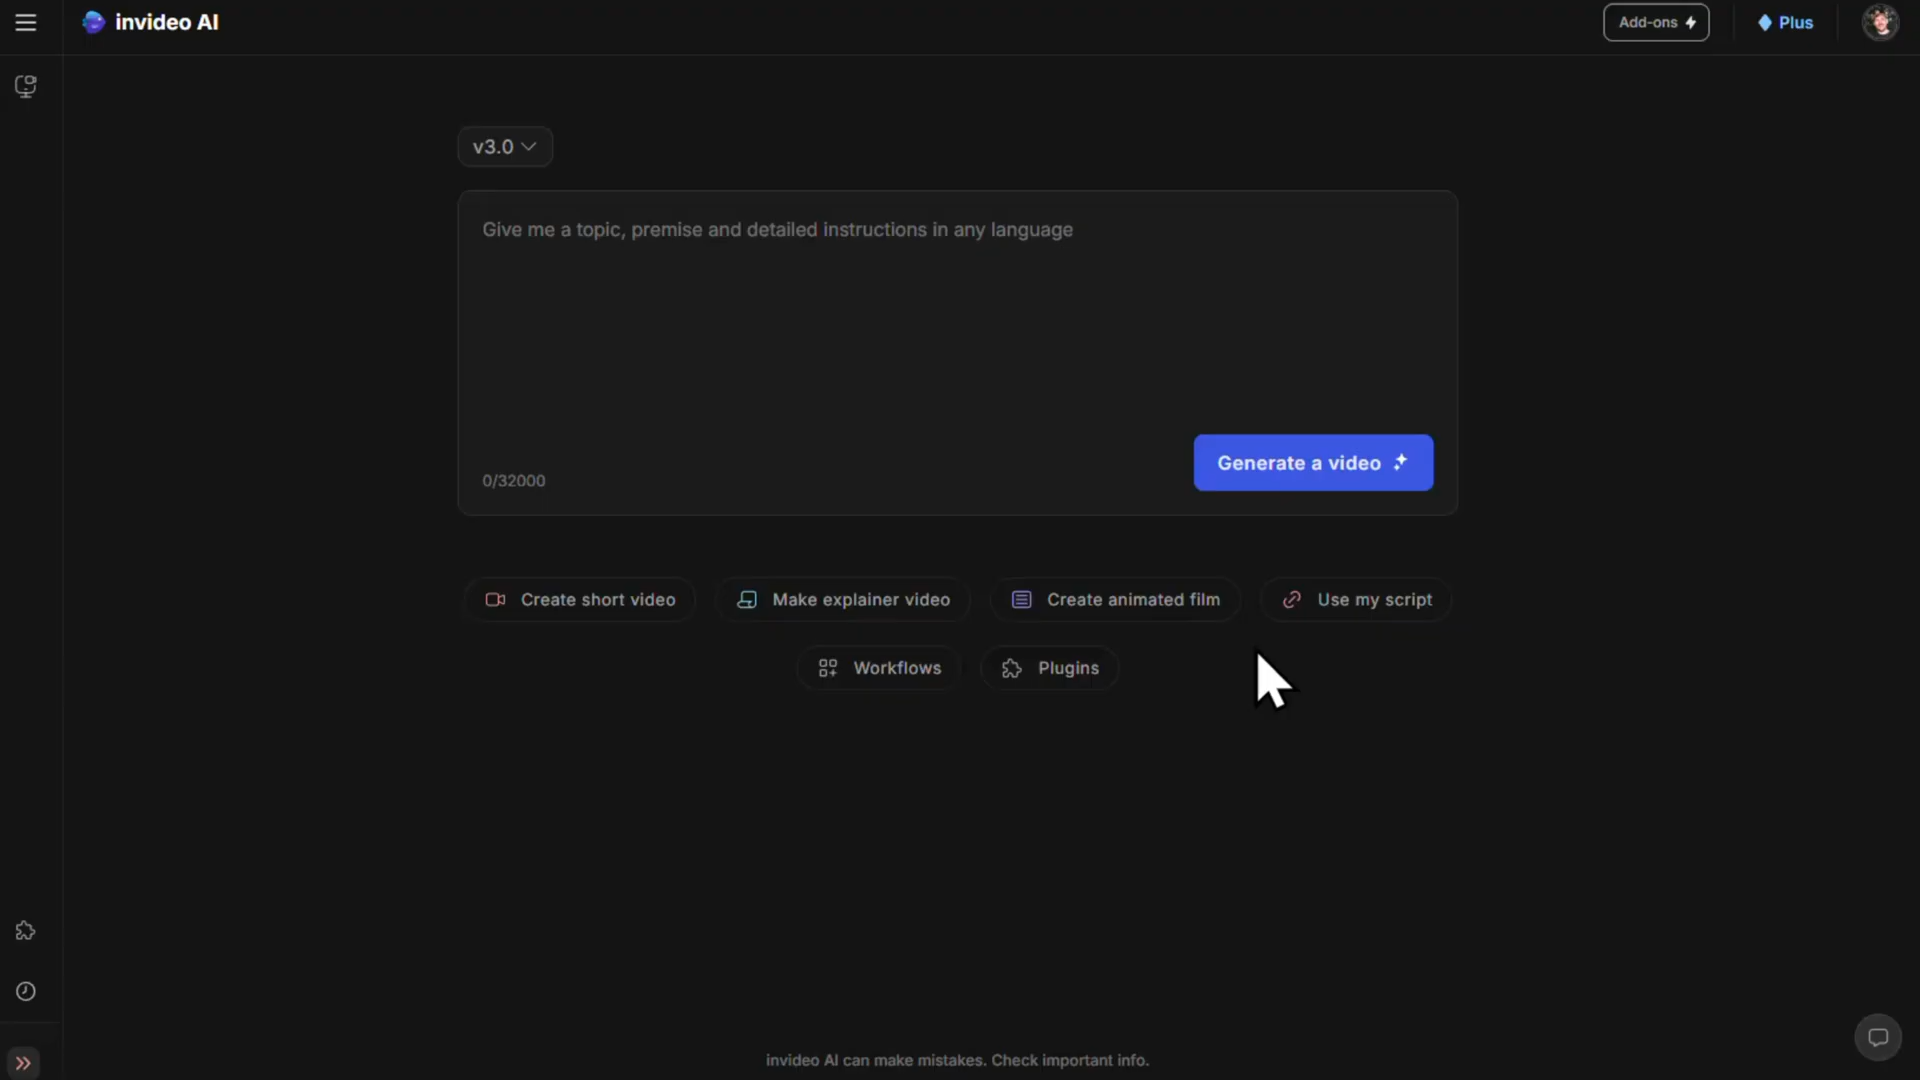 invideo AI
Add-ons
Plus
v3.0
Give me a topic, premise and detailed instructions in any language
Generate a video
0/32000
Create short video
Make explainer video
Create animated film
Use my script
Workflows
Plugins
invideo AI can make mistakes. Check important info.